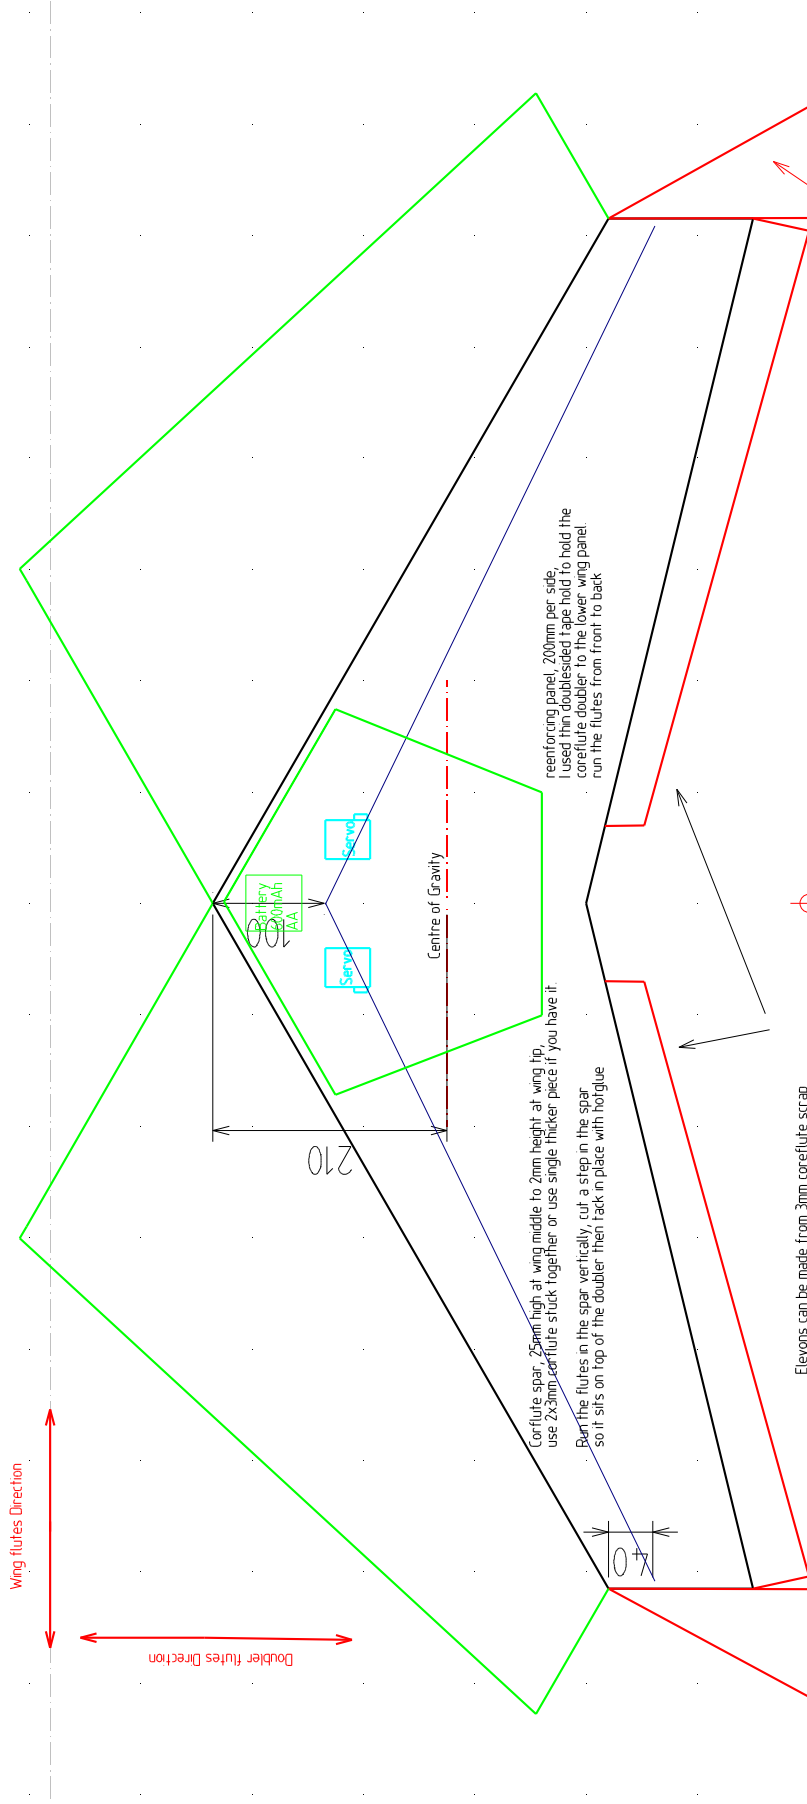 reenforcing panel, 200mm per side,
I used thin doublesided tape hold to hold the
coreflute doubler to the lower wing panel.
run the flutes from front to back
Servo
Battery
600mAh
AA
100
Servo
Centre of Gravity
210
Corflute spar, 25mm high at wing middle to 2mm height at wing tip,
use 2x3mm corflute stuck together or use single thicker piece if you have it.
Run the flutes in the spar vertically, cut a step in the spar
so it sits on top of the doubler then tack in place with hotglue
Elevons can be made from 3mm coreflute scrap
40
Wing flutes Direction
Doubler flutes Direction